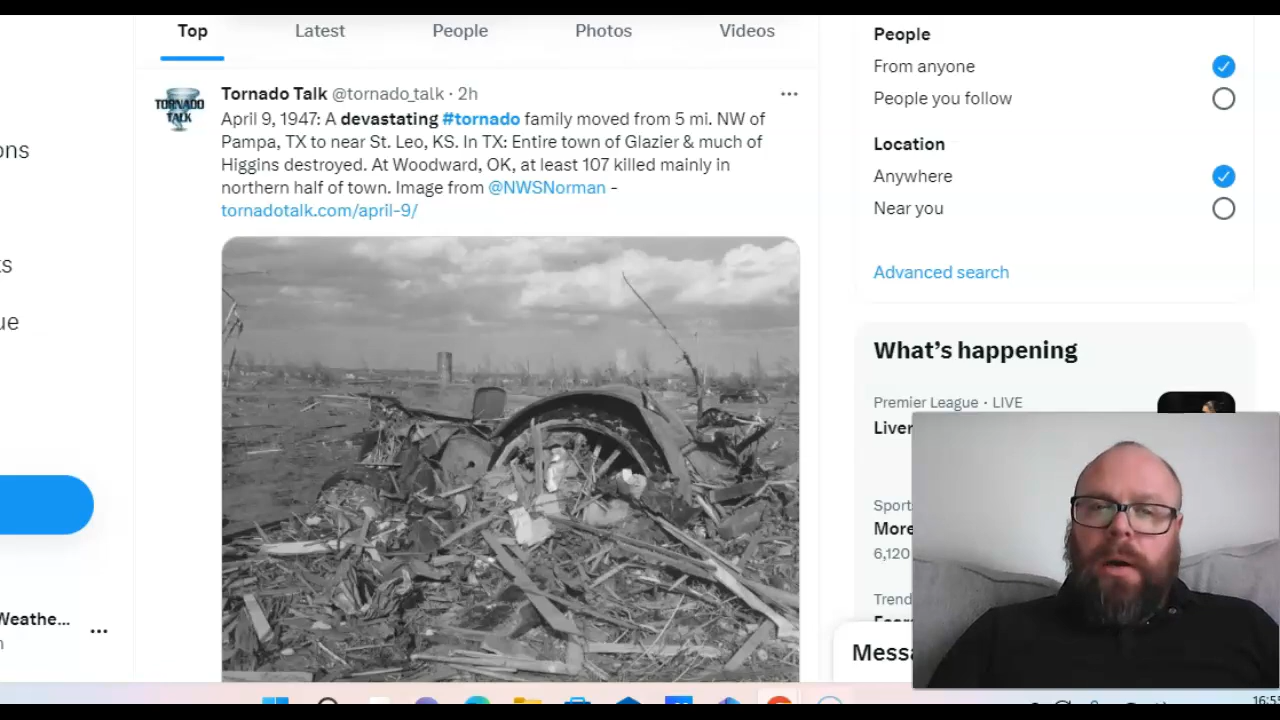 Top
Latest
People
Photos
Videos
Tornado Talk @tornado_talk · 2h
April 9, 1947: A devastating #tornado family moved from 5 mi. NW of
Pampa, TX to near St. Leo, KS. In TX: Entire town of Glazier & much of
Higgins destroyed. At Woodward, OK, at least 107 killed mainly in
northern half of town. Image from @NWSNorman -
tornadotalk.com/april-9/
TORNADO
TALK
People
From anyone
People you follow
Location
Anywhere
Near you
Advanced search
What's happening
Premier League · LIVE
Liver
Sport
More
6,120
Trend
Messa
ons
ue
Weathe...